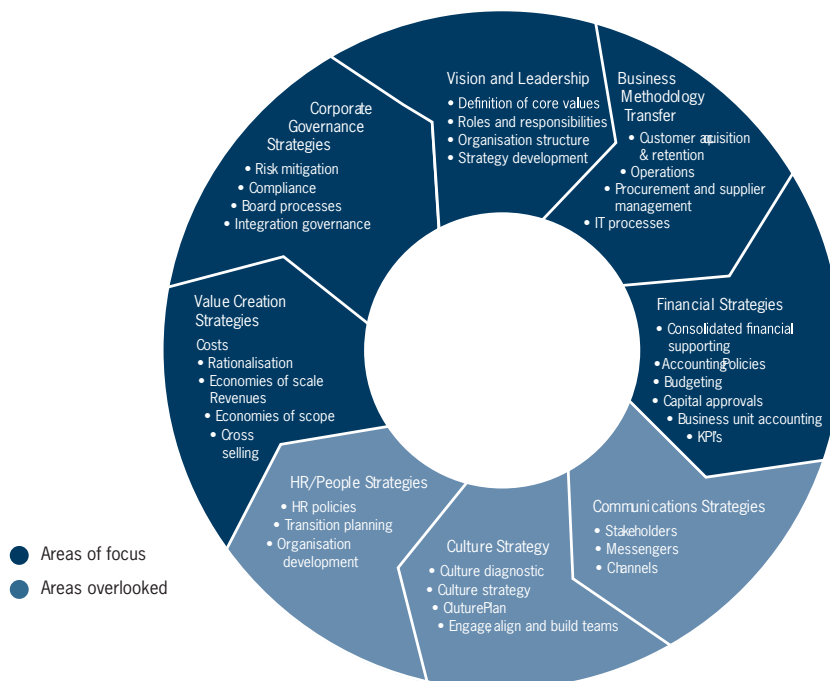 Vision and Leadership
• Definition of core values
• Roles and responsibilities
• Organisation structure
• Strategy development
Business
Methodology
Transfer
• Customer aquisition
& retention
• Operations
• Procurement and supplier
management
• IT processes
Financial Strategies
• Consolidated financial
supporting
• Accounting Policies
• Budgeting
• Capital approvals
• Business unit accounting
• KPI's
Communications Strategies
• Stakeholders
• Messengers
• Channels
Culture Strategy
• Culture diagnostic
• Culture strategy
• CluturePlan
• Engage, align and build teams
HR/People Strategies
• HR policies
• Transition planning
• Organisation
development
Value Creation
Strategies
Costs
• Rationalisation
• Economies of scale
Revenues
• Economies of scope
• Cross
selling
Corporate
Governance
Strategies
• Risk mitigation
• Compliance
• Board processes
• Integration governance
Areas of focus
Areas overlooked